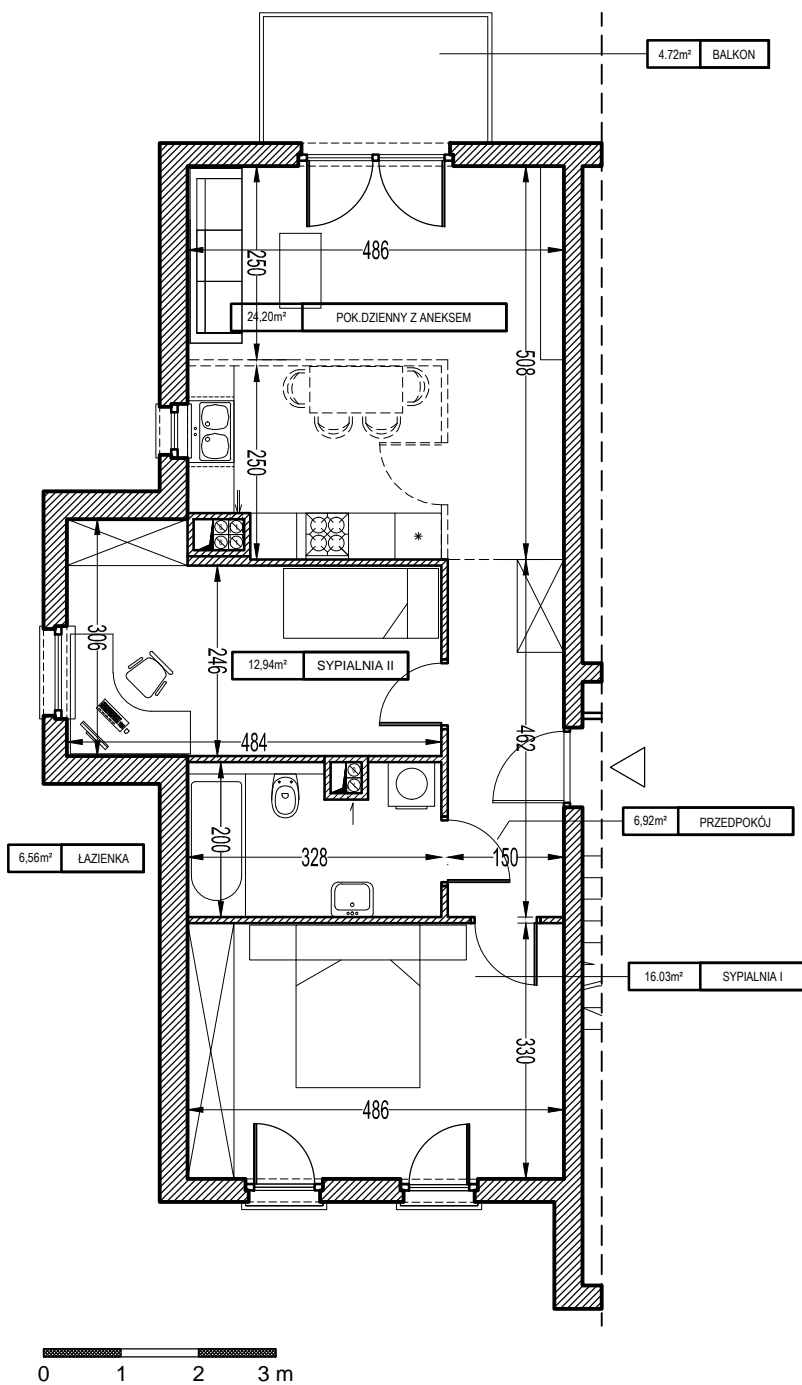 4.72m² BALKON
486
250
24,20m² POK.DZIENNY Z ANEKSEM
508
250
306
246
12,94m² SYPIALNIA II
484
462
6,92m² PRZEDPOKÓJ
200
328
150
6,56m² ŁAZIENKA
16.03m² SYPIALNIA I
330
486
0 1 2 3 m